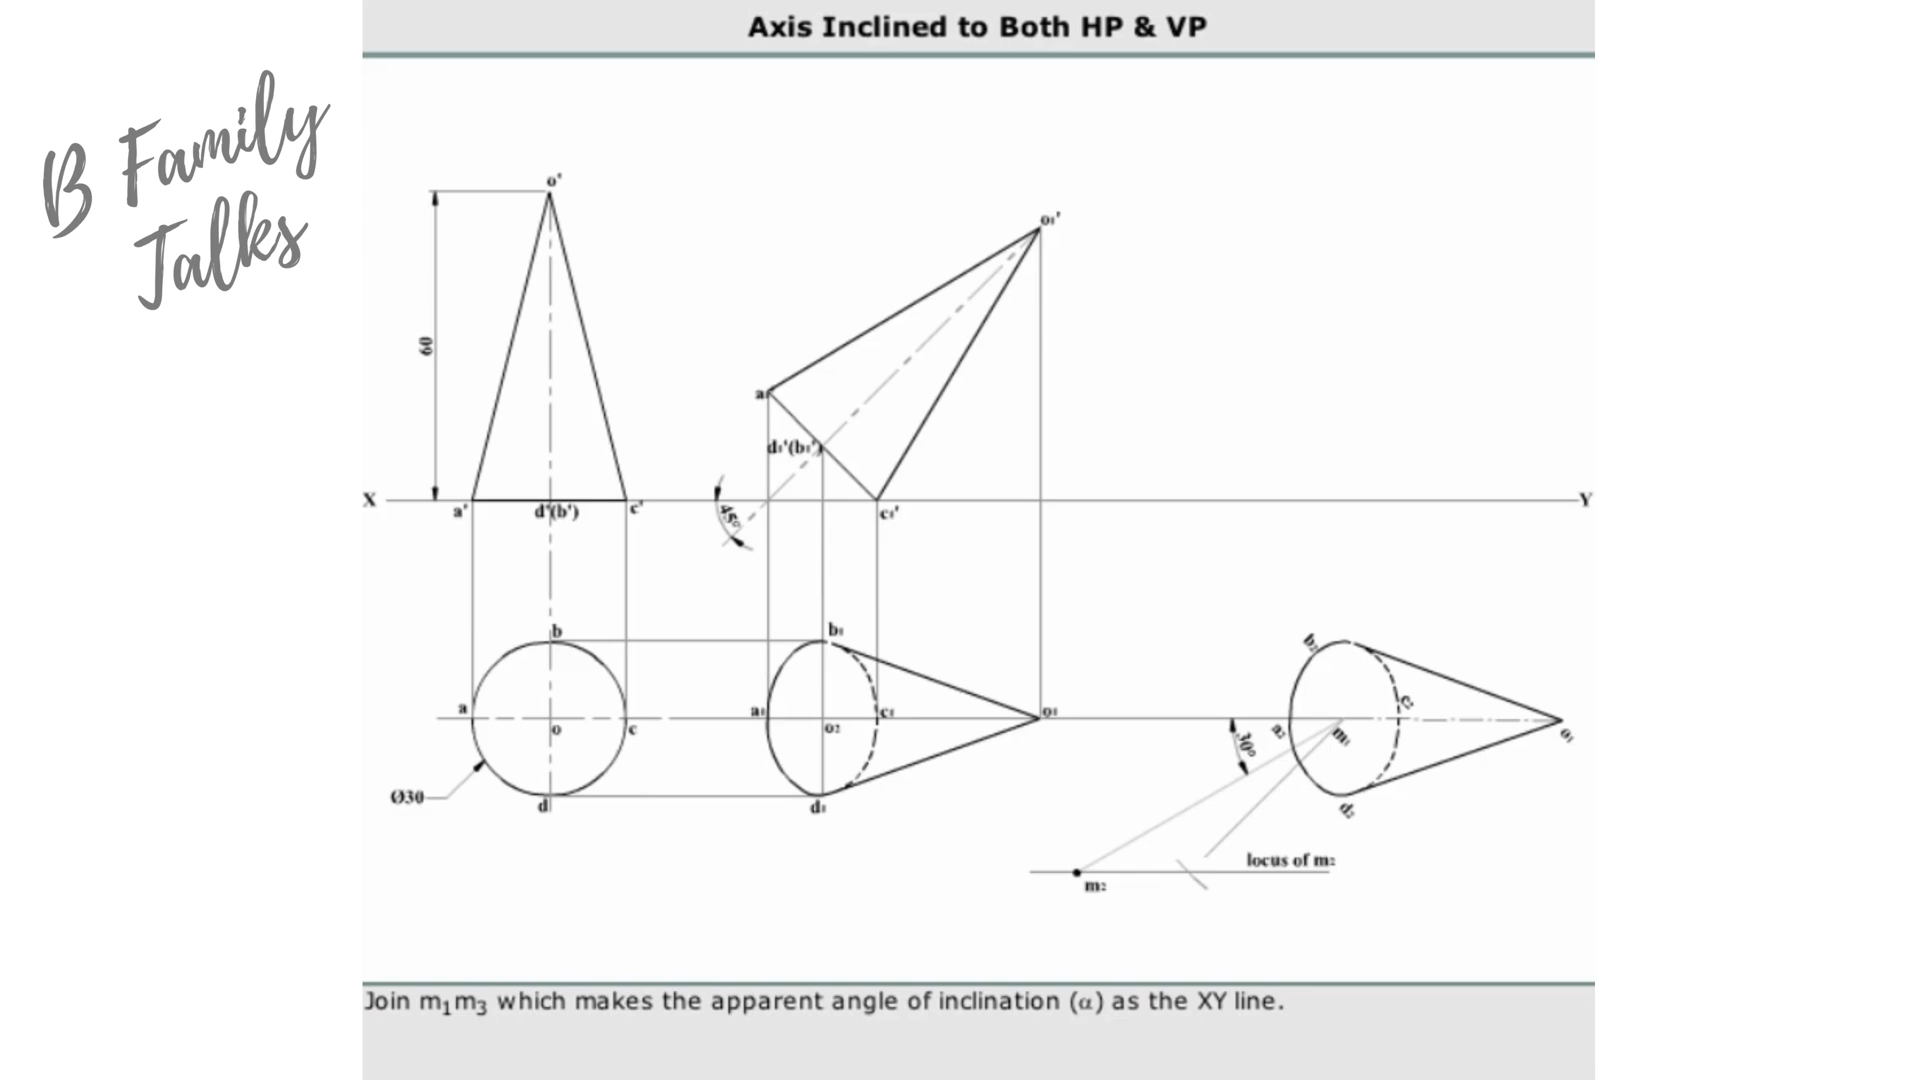 Axis Inclined to Both HP & VP
B Family
Talks
o'
o₁'
60
a
d₁'(b₁')
X
Y
a'
d'(b')
c'
45°
c₁'
b
b₁
b₂
a
c
o
a₁
c₁
o₂
o₁
30°
a₂
m₁
c₂
o₁
Ø30
d
d₁
d₂
locus of m₂
m₂
Join m₁m₃ which makes the apparent angle of inclination (α) as the XY line.